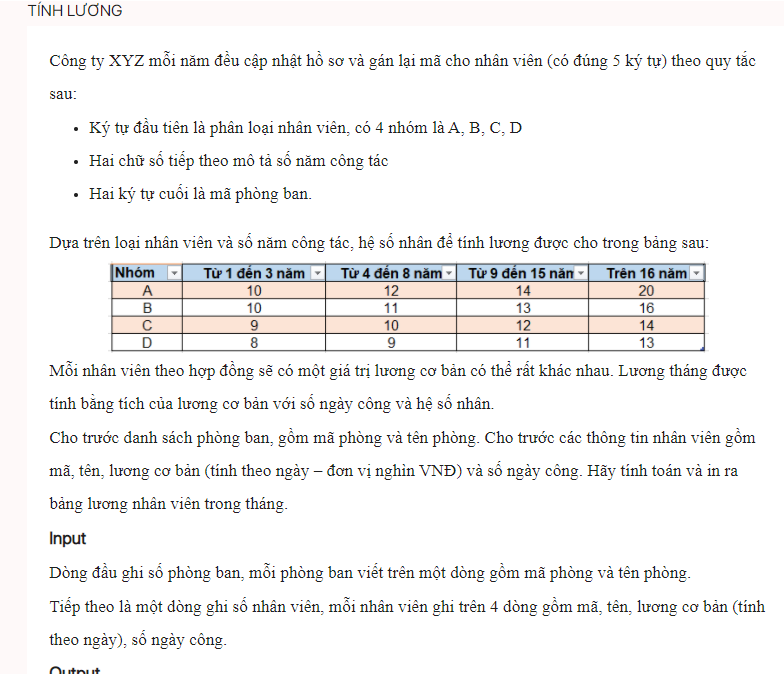 TÍNH LƯƠNG
Công ty XYZ mỗi năm đều cập nhật hồ sơ và gán lại mã cho nhân viên (có đúng 5 ký tự) theo quy tắc
sau:
• Ký tự đầu tiên là phân loại nhân viên, có 4 nhóm là A, B, C, D
• Hai chữ số tiếp theo mô tả số năm công tác
• Hai ký tự cuối là mã phòng ban.
Dựa trên loại nhân viên và số năm công tác, hệ số nhân để tính lương được cho trong bảng sau:
Nhóm Từ 1 đến 3 năm Từ 4 đến 8 năm Từ 9 đến 15 năm Trên 16 năm
A 10 12 14 20
B 10 11 13 16
C 9 10 12 14
D 8 9 11 13
Mỗi nhân viên theo hợp đồng sẽ có một giá trị lương cơ bản có thể rất khác nhau. Lương tháng được
tính bằng tích của lương cơ bản với số ngày công và hệ số nhân.
Cho trước danh sách phòng ban, gồm mã phòng và tên phòng. Cho trước các thông tin nhân viên gồm
mã, tên, lương cơ bản (tính theo ngày – đơn vị nghìn VNĐ) và số ngày công. Hãy tính toán và in ra
bảng lương nhân viên trong tháng.
Input
Dòng đầu ghi số phòng ban, mỗi phòng ban viết trên một dòng gồm mã phòng và tên phòng.
Tiếp theo là một dòng ghi số nhân viên, mỗi nhân viên ghi trên 4 dòng gồm mã, tên, lương cơ bản (tính
theo ngày), số ngày công.
Output